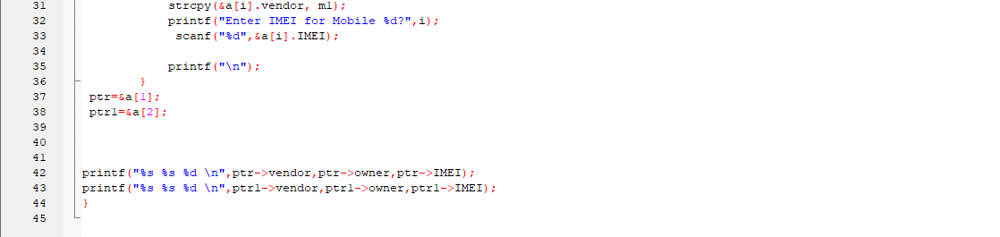 31 strcpy(&a[i].vendor, m1);
32 printf("Enter IMEI for Mobile %d?",i);
33 scanf("%d",&a[i].IMEI);
34
35 printf("\n");
36 }
37 ptr=&a[1];
38 ptr1=&a[2];
39
40
41
42 printf("%s %s %d \n",ptr->vendor,ptr->owner,ptr->IMEI);
43 printf("%s %s %d \n",ptr1->vendor,ptr1->owner,ptr1->IMEI);
44 }
45